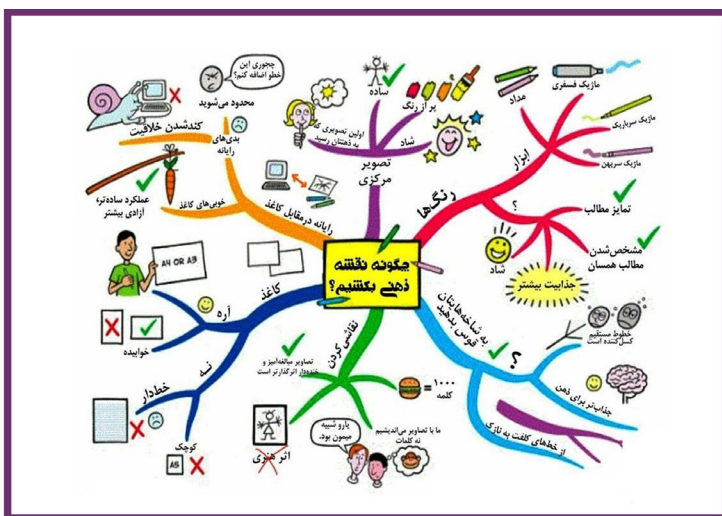 چگونه نقشه
ذهنی بکشیم؟
تصویر
مرکزی
ساده
پر از رنگ
شاد
اولین تصویری که
به ذهنتان رسید
رنگ‌ها
ابزار
مداد
ماژیک فسفری
ماژیک سرباریک
ماژیک سرپهن
؟
تمایز مطالب
مشخص‌شدن
مطالب همسان
جذابیت بیشتر
شاد
به شاخه‌هایتان
قوس بدهید
؟
خطوط مستقیم
کسل‌کننده است
جذاب‌تر برای ذهن
از خط‌های کلفت به نازک
نقاشی کردن
۱۰۰۰ =
کلمه
ما با تصاویر می‌اندیشیم
نه کلمات
یارو شبیه
میمون بود.
اثر هنری
تصاویر مبالغه‌آمیز و
خنده‌دار اثرگذارتر است
کاغذ
آره
A4 OR A3
خوابیده
نه
خط‌دار
کوچک
A5
رایانه درمقابل کاغذ
خوبی‌های کاغذ
عملکرد ساده‌تر،
آزادی بیشتر
بدی‌های
رایانه
کندشدن خلاقیت
محدود می‌شوید
چجوری این
خطو اضافه کنم؟